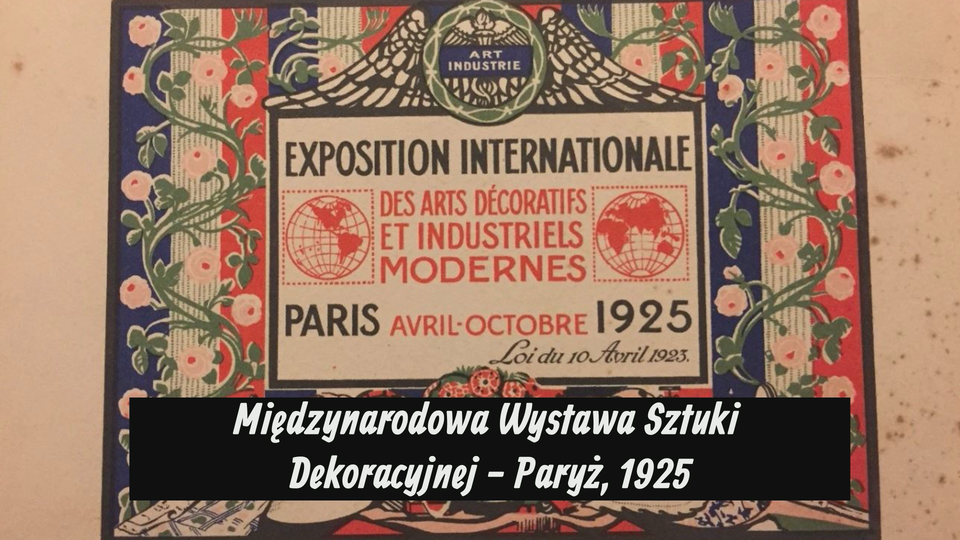 ART
INDUSTRIE
EXPOSITION INTERNATIONALE
DES ARTS DÉCORATIFS
ET INDUSTRIELS
MODERNES
PARIS AVRIL-OCTOBRE 1925
Loi du 10 Avril 1923.
Międzynarodowa Wystawa Sztuki
Dekoracyjnej – Paryż, 1925